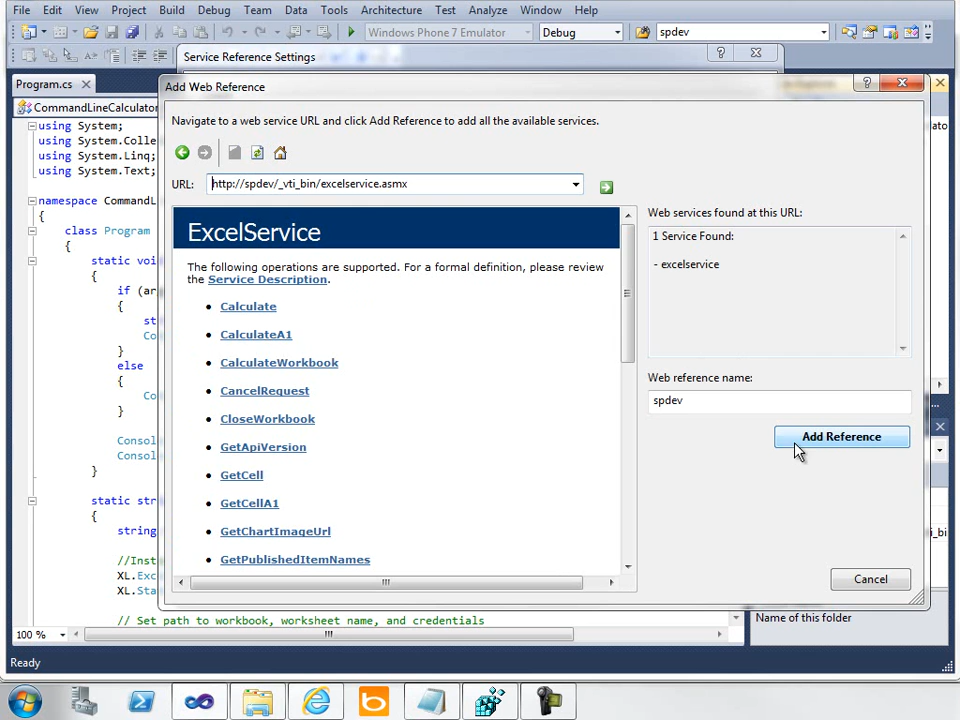 File Edit View Project Build Debug Team Data Tools Architecture Test Analyze Window Help
Windows Phone 7 Emulator Debug spdev
Service Reference Settings
Program.cs
Add Web Reference
CommandLineCalculator
Navigate to a web service URL and click Add Reference to add all the available services.
using System;
using System.Colle
using System.Linq;
using System.Text;
URL: http://spdev/_vti_bin/excelservice.asmx
namespace CommandL
{
class Program
{
static voi
{
if (ar
{
st
Co
}
else
{
Co
}
Consol
Consol
}
static str
{
string
//Inst
XL.Exc
XL.Sta
// Set path to workbook, worksheet name, and credentials
ExcelService
The following operations are supported. For a formal definition, please review
the Service Description.
Calculate
CalculateA1
CalculateWorkbook
CancelRequest
CloseWorkbook
GetApiVersion
GetCell
GetCellA1
GetChartImageUrl
GetPublishedItemNames
Web services found at this URL:
1 Service Found:
- excelservice
Web reference name:
spdev
Add Reference
Cancel
ato
i_bin
Name of this folder
100 %
Ready